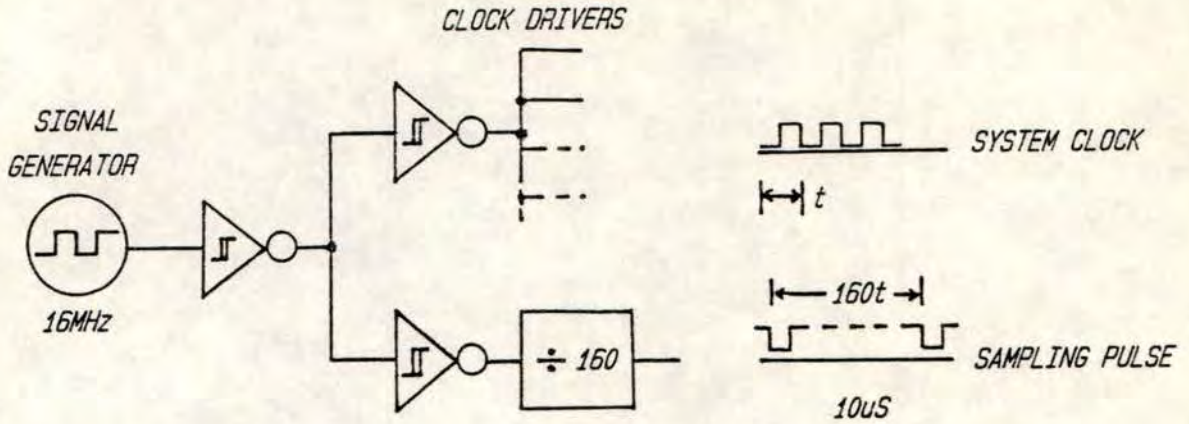 CLOCK DRIVERS
SIGNAL
GENERATOR
16MHz
÷ 160
SYSTEM CLOCK
t
160t
SAMPLING PULSE
10uS